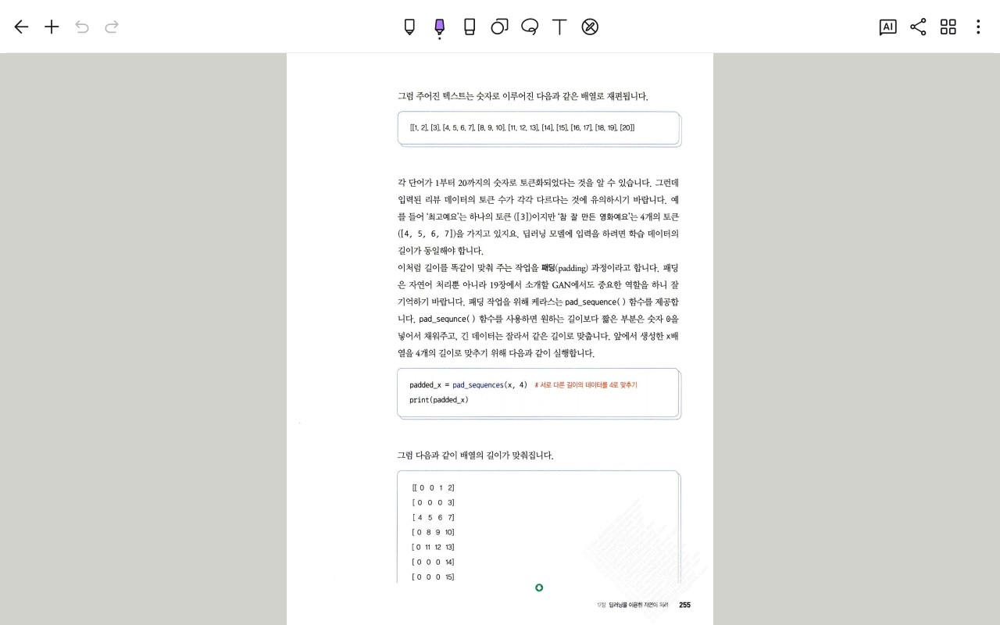 AI
그럼 주어진 텍스트는 숫자로 이루어진 다음과 같은 배열로 재편됩니다.
[[1, 2], [3], [4, 5, 6, 7], [8, 9, 10], [11, 12, 13], [14], [15], [16, 17], [18, 19], [20]]
각 단어가 1부터 20까지의 숫자로 토큰화되었다는 것을 알 수 있습니다. 그런데
입력된 리뷰 데이터의 토큰 수가 각각 다르다는 것에 유의하시기 바랍니다. 예
를 들어 ‘최고예요’는 하나의 토큰 ([3])이지만 ‘참 잘 만든 영화예요’는 4개의 토큰
([4, 5, 6, 7])을 가지고 있지요. 딥러닝 모델에 입력을 하려면 학습 데이터의
길이가 동일해야 합니다.
이처럼 길이를 똑같이 맞춰 주는 작업을 패딩(padding) 과정이라고 합니다. 패딩
은 자연어 처리뿐 아니라 19장에서 소개할 GAN에서도 중요한 역할을 하니 잘
기억하기 바랍니다. 패딩 작업을 위해 케라스는 pad_sequence() 함수를 제공합
니다. pad_sequnce() 함수를 사용하면 원하는 길이보다 짧은 부분은 숫자 0을
넣어서 채워주고, 긴 데이터는 잘라서 같은 길이로 맞춥니다. 앞에서 생성한 x배
열을 4개의 길이로 맞추기 위해 다음과 같이 실행합니다.
padded_x = pad_sequences(x, 4) # 서로 다른 길이의 데이터를 4로 맞추기
print(padded_x)
그럼 다음과 같이 배열의 길이가 맞춰집니다.
[[ 0 0 1 2]
[ 0 0 0 3]
[ 4 5 6 7]
[ 0 8 9 10]
[ 0 11 12 13]
[ 0 0 0 14]
[ 0 0 0 15]
17장 딥러닝을 이용한 자연어 처리 255